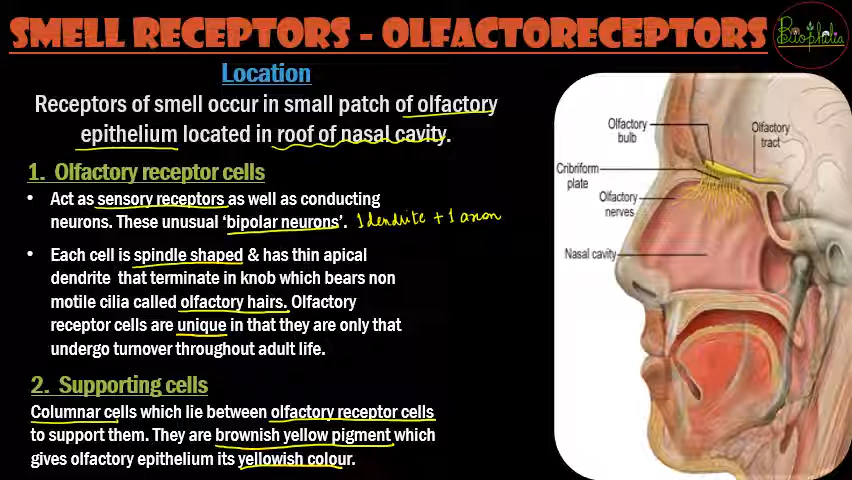 SMELL RECEPTORS - OLFACTORECEPTORS
Biophilia
Location
Receptors of smell occur in small patch of olfactory
epithelium located in roof of nasal cavity.
1. Olfactory receptor cells
• Act as sensory receptors as well as conducting
neurons. These unusual ‘bipolar neurons’. 1 dendrite + 1 axon
• Each cell is spindle shaped & has thin apical
dendrite that terminate in knob which bears non
motile cilia called olfactory hairs. Olfactory
receptor cells are unique in that they are only that
undergo turnover throughout adult life.
2. Supporting cells
Columnar cells which lie between olfactory receptor cells
to support them. They are brownish yellow pigment which
gives olfactory epithelium its yellowish colour.
Olfactory
bulb
Olfactory
tract
Cribriform
plate
Olfactory
nerves
Nasal cavity